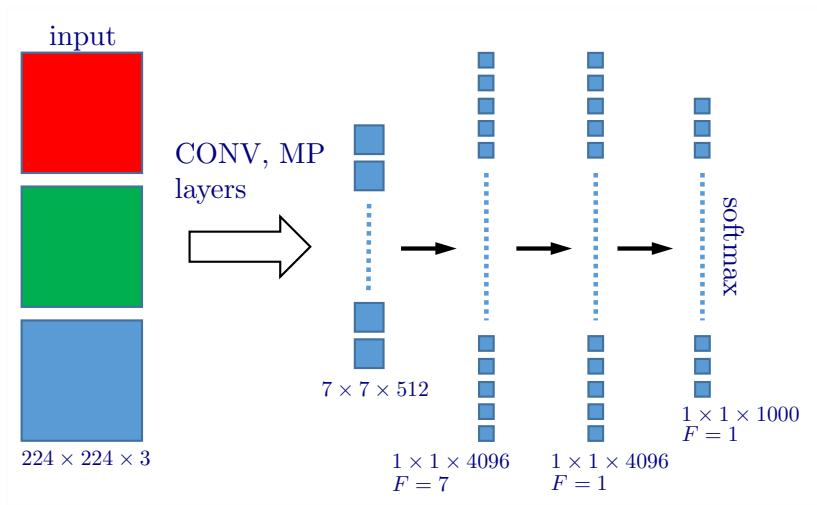 input
CONV, MP
layers
softmax
7 × 7 × 512
1 × 1 × 1000
F = 1
224 × 224 × 3
1 × 1 × 4096
F = 7
1 × 1 × 4096
F = 1